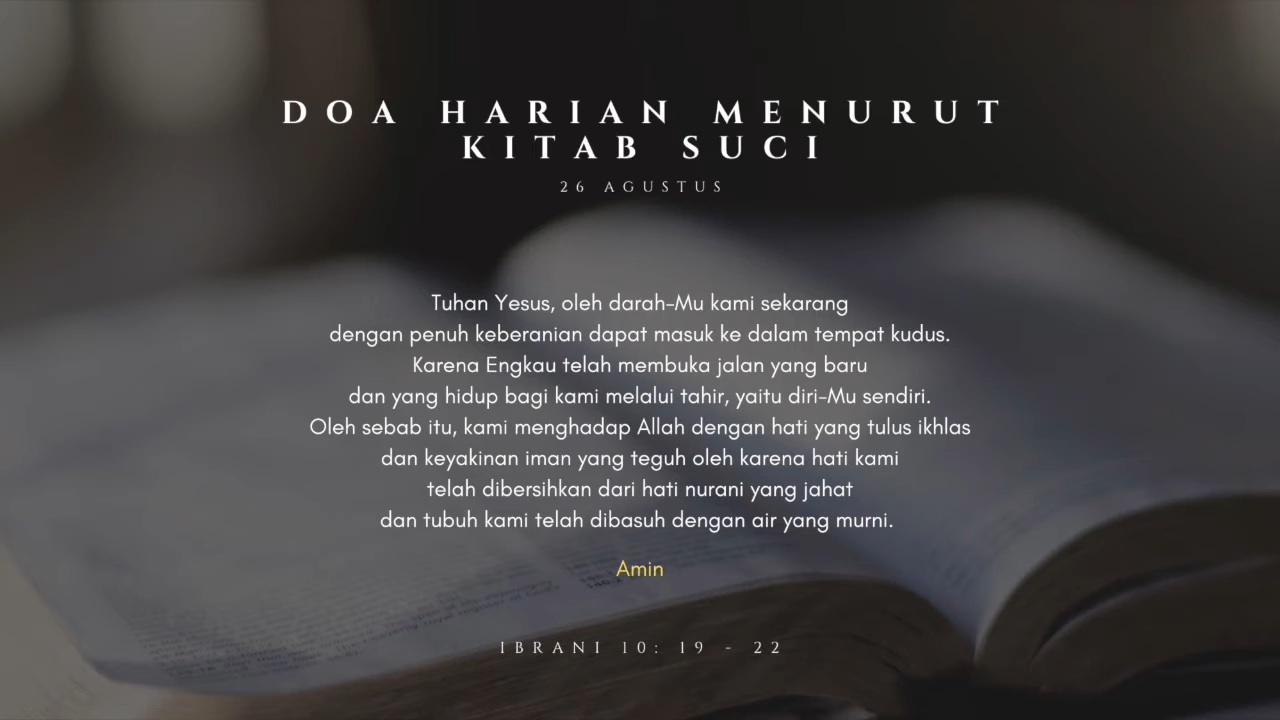 DOA HARIAN MENURUT
KITAB SUCI
26 AGUSTUS
Tuhan Yesus, oleh darah-Mu kami sekarang
dengan penuh keberanian dapat masuk ke dalam tempat kudus.
Karena Engkau telah membuka jalan yang baru
dan yang hidup bagi kami melalui tahir, yaitu diri-Mu sendiri.
Oleh sebab itu, kami menghadap Allah dengan hati yang tulus ikhlas
dan keyakinan iman yang teguh oleh karena hati kami
telah dibersihkan dari hati nurani yang jahat
dan tubuh kami telah dibasuh dengan air yang murni.
Amin
IBRANI 10: 19 - 22